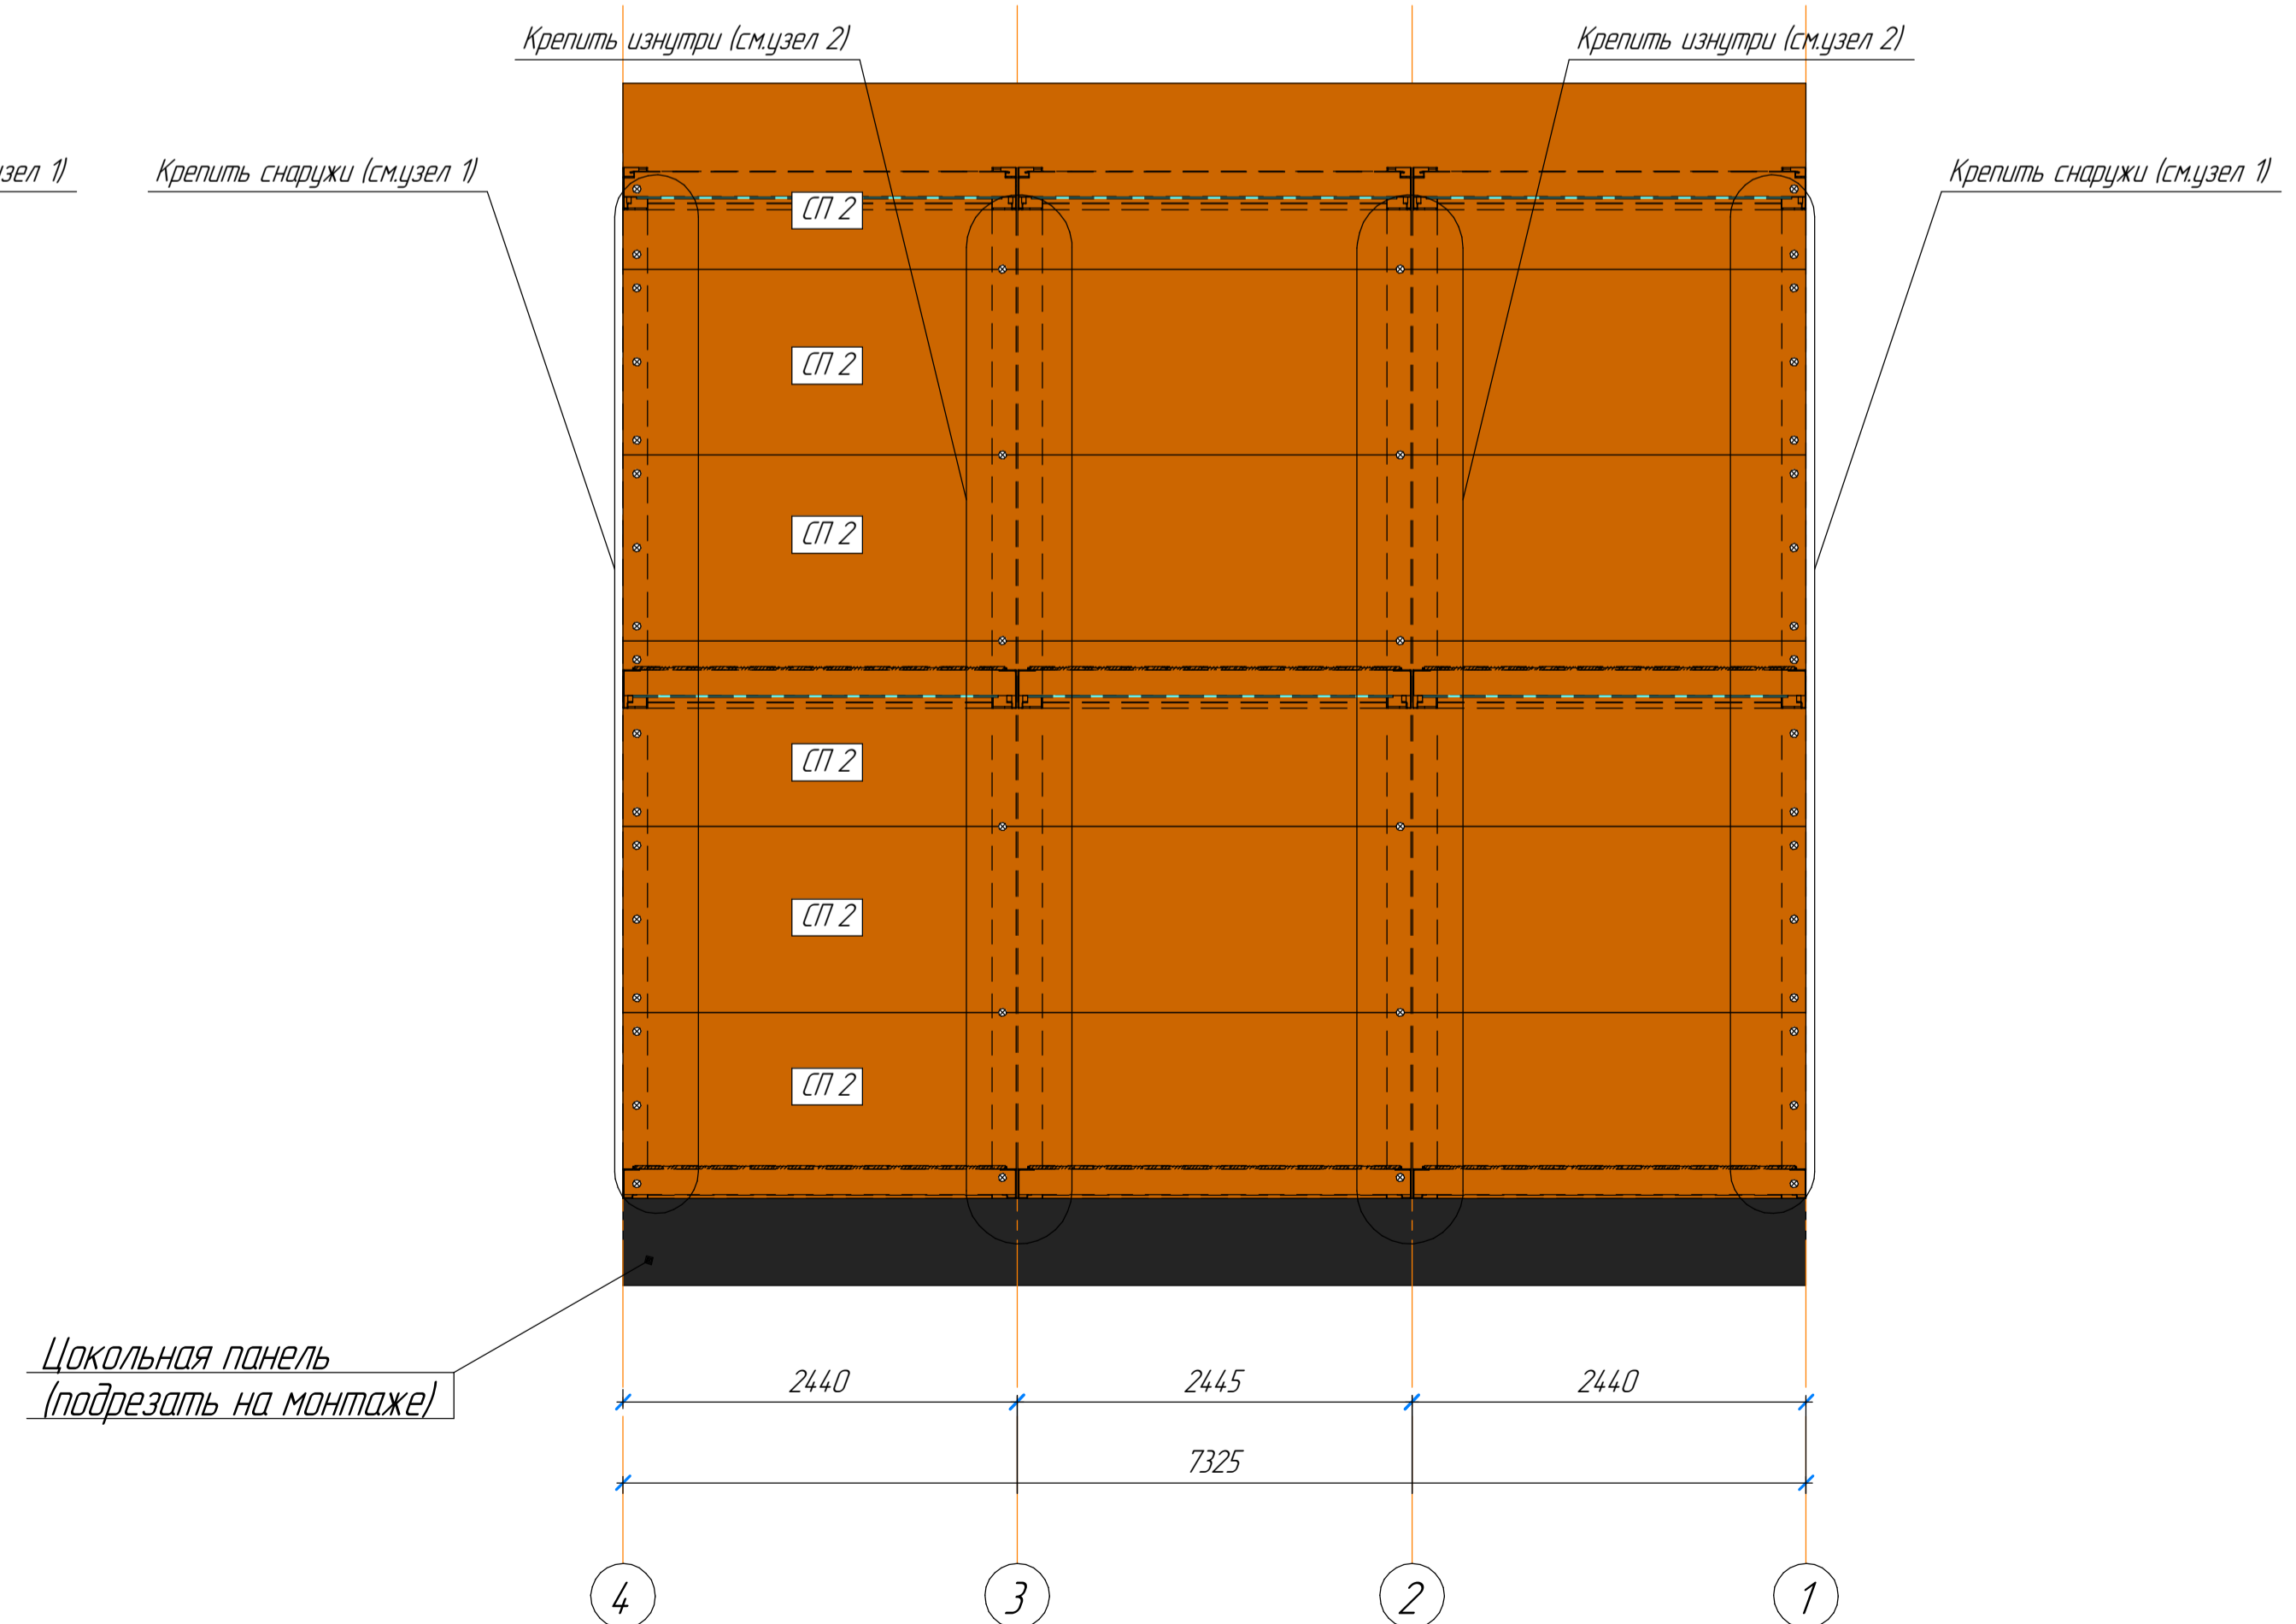 Крепить изнутри (см.узел 2)
Крепить изнутри (см.узел 2)
узел 1)
Крепить снаружи (см.узел 1)
Крепить снаружи (см.узел 1)
СП 2
СП 2
СП 2
СП 2
СП 2
СП 2
Цокольная панель
(подрезать на монтаже)
2440
2445
2440
7325
4
3
2
1